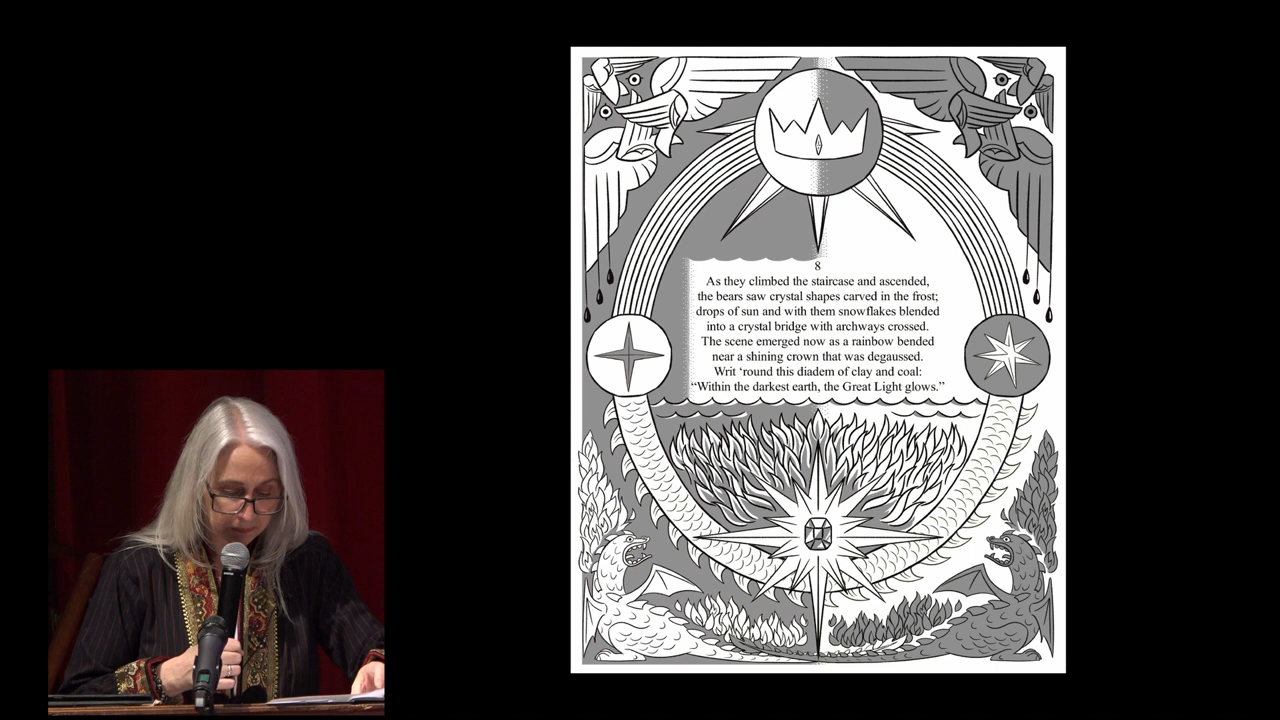 8
As they climbed the staircase and ascended,
the bears saw crystal shapes carved in the frost;
drops of sun and with them snowflakes blended
into a crystal bridge with archways crossed.
The scene emerged now as a rainbow bended
near a shining crown that was degaussed.
Writ ‘round this diadem of clay and coal:
“Within the darkest earth, the Great Light glows.”